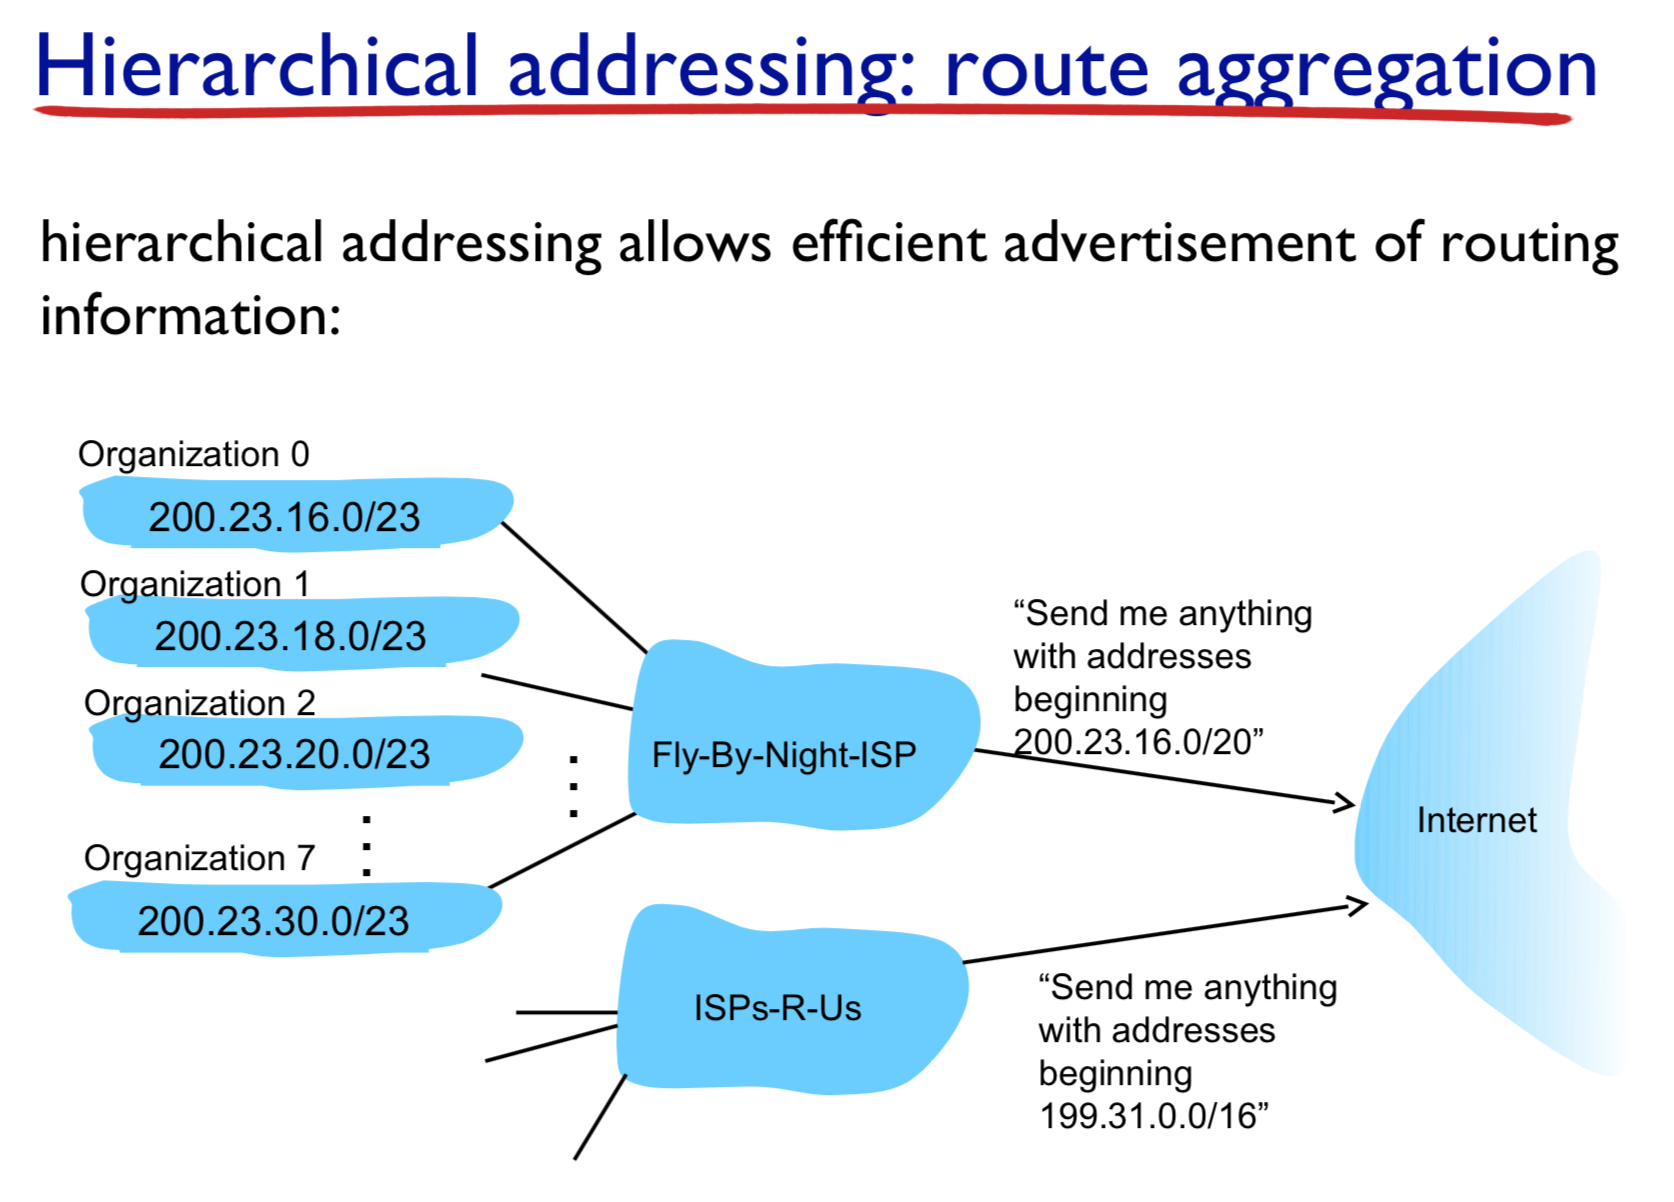 Hierarchical addressing: route aggregation
hierarchical addressing allows efficient advertisement of routing
information:
Organization 0
200.23.16.0/23
Organization 1
200.23.18.0/23
Organization 2
200.23.20.0/23
Organization 7
200.23.30.0/23
Fly-By-Night-ISP
“Send me anything
with addresses
beginning
200.23.16.0/20”
Internet
ISPs-R-Us
“Send me anything
with addresses
beginning
199.31.0.0/16”